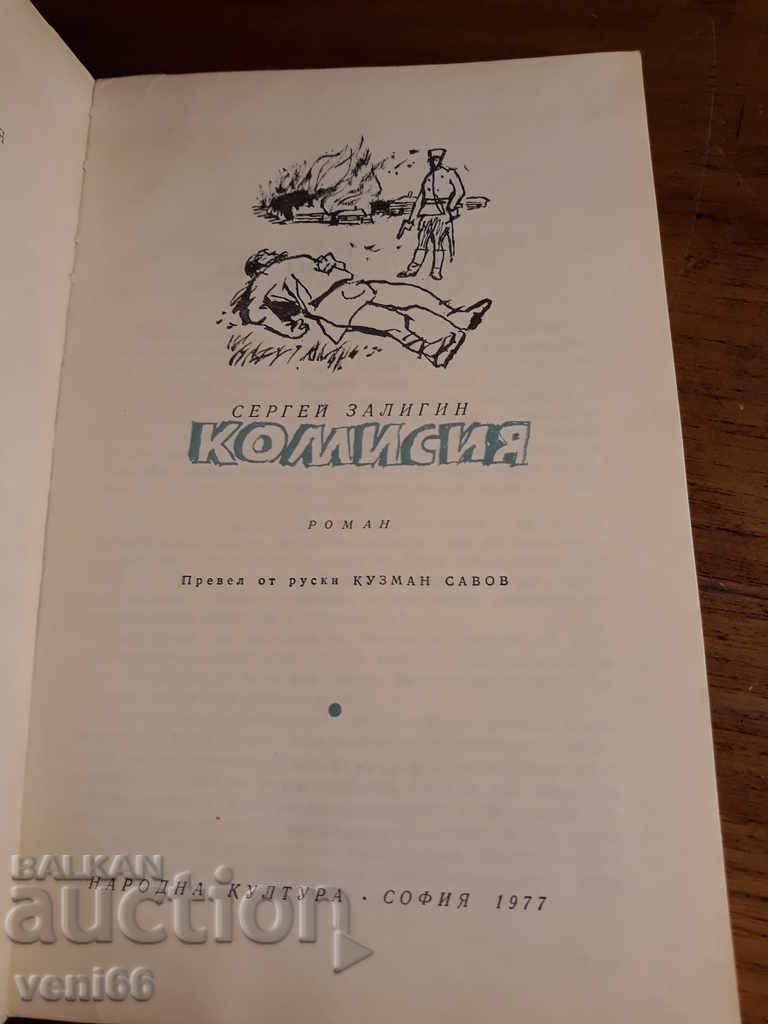 СЕРГЕЙ ЗАЛИГИН
КОМИСИЯ
РОМАН
Превел от руски КУЗМАН САВОВ
НАРОДНА КУЛТУРА · СОФИЯ 1977
BALKAN
auction
veni66